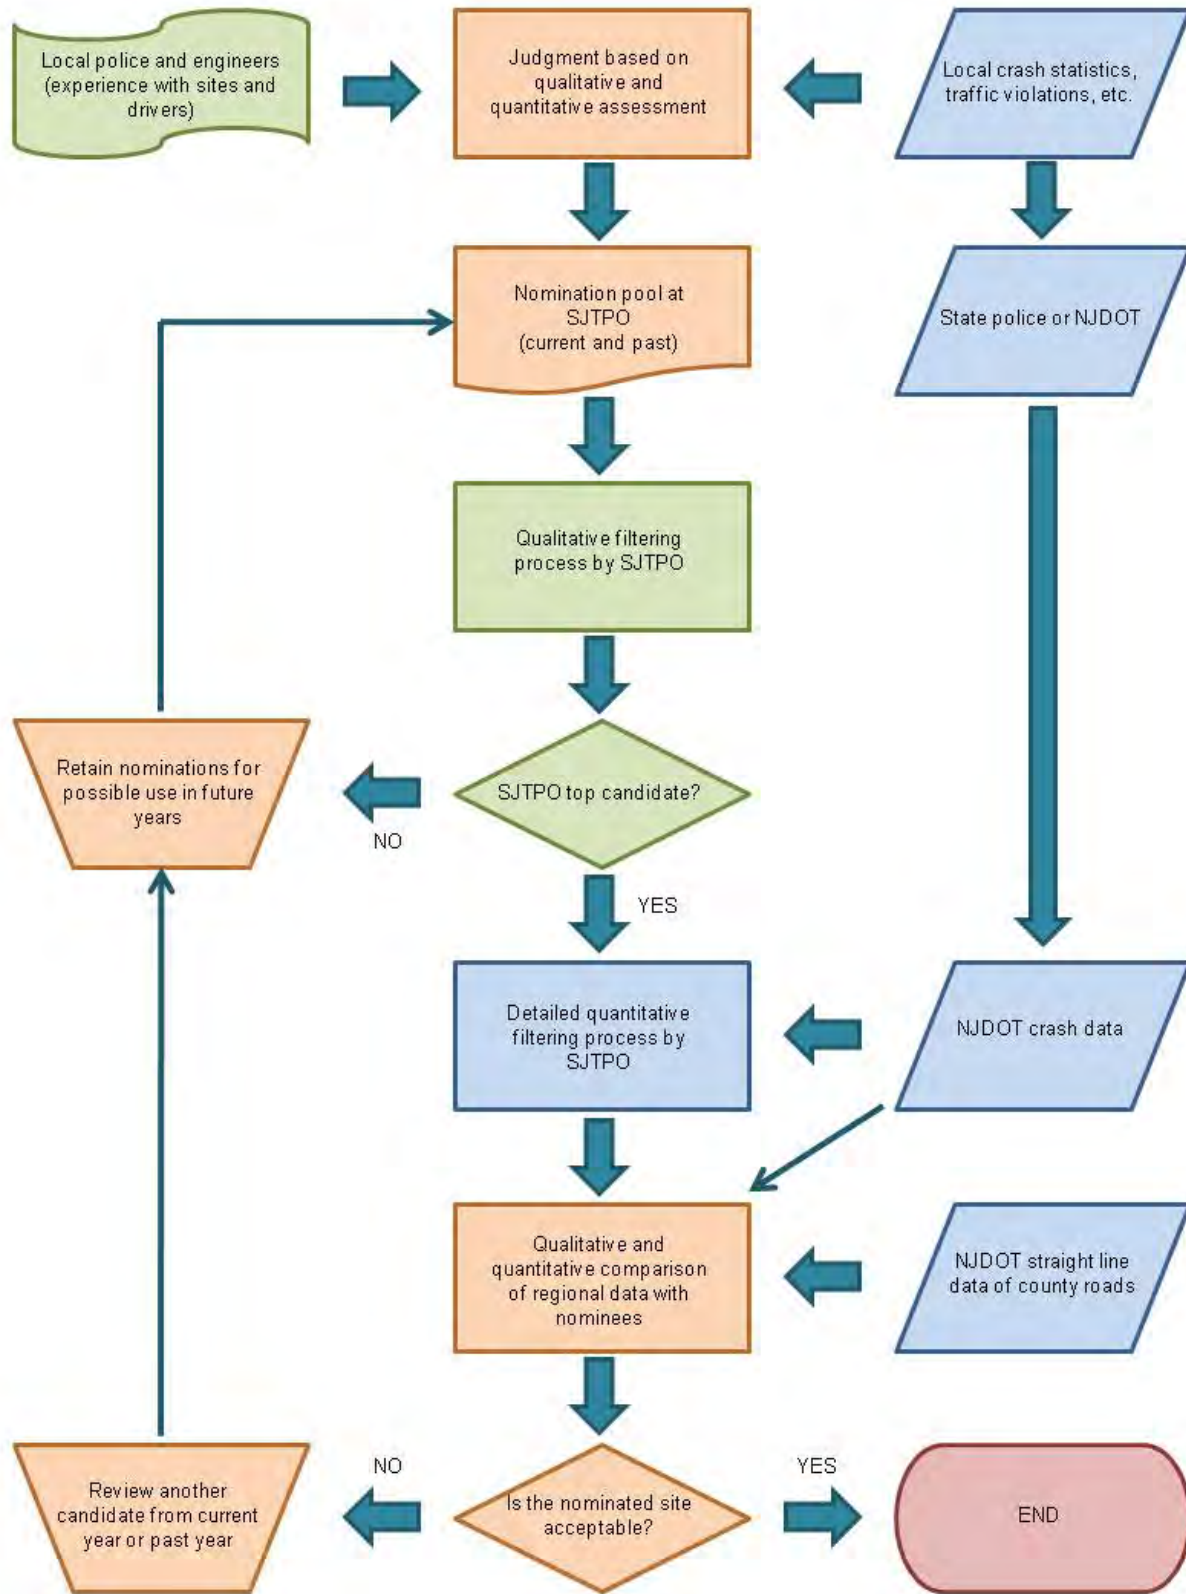 Local police and engineers
(experience with sites and
drivers)
Judgment based on
qualitative and
quantitative assessment
Local crash statistics,
traffic violations, etc.
Nomination pool at
SJTPO
(current and past)
State police or NJDOT
Qualitative filtering
process by SJTPO
Retain nominations for
possible use in future
years
SJTPO top candidate?
NO
YES
Detailed quantitative
filtering process by
SJTPO
NJDOT crash data
Qualitative and
quantitative comparison
of regional data with
nominees
NJDOT straight line
data of county roads
Review another
candidate from current
year or past year
NO
Is the nominated site
acceptable?
YES
END